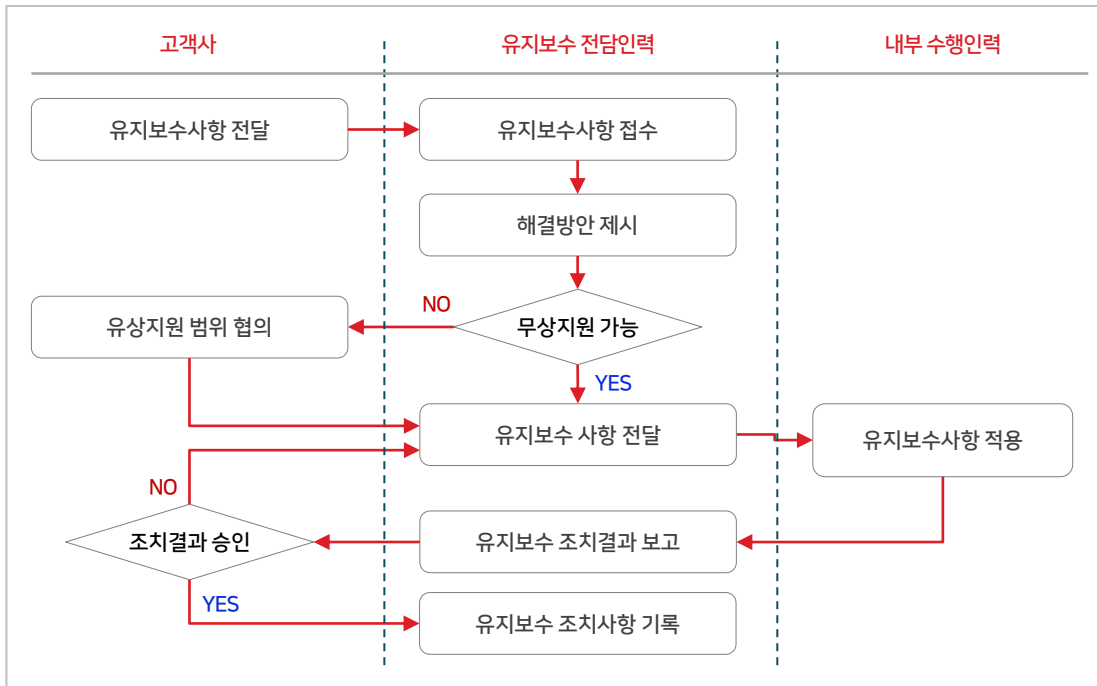 고객사
유지보수 전담인력
내부 수행인력
유지보수사항 전달
유지보수사항 접수
해결방안 제시
NO
유상지원 범위 협의
무상지원 가능
YES
유지보수 사항 전달
유지보수사항 적용
NO
조치결과 승인
유지보수 조치결과 보고
YES
유지보수 조치사항 기록